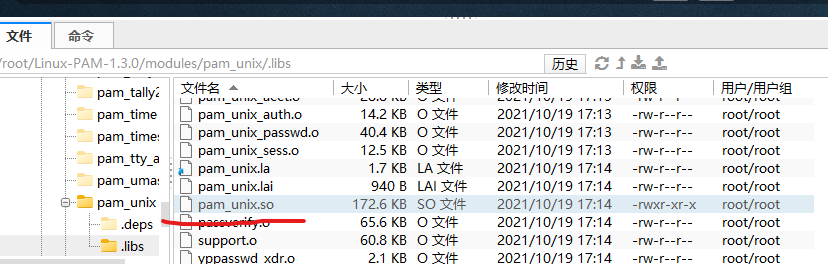 文件 命令
/root/Linux-PAM-1.3.0/modules/pam_unix/.libs 历史
文件名 大小 类型 修改时间 权限 用户/用户组
pam_tally2
pam_time
pam_times
pam_tty_a
pam_umas
pam_unix
.deps
.libs
pam_unix_acct.o 26.8 KB O 文件 2021/10/19 17:13 -rw-r--r-- root/root
pam_unix_auth.o 14.2 KB O 文件 2021/10/19 17:13 -rw-r--r-- root/root
pam_unix_passwd.o 40.4 KB O 文件 2021/10/19 17:13 -rw-r--r-- root/root
pam_unix_sess.o 12.5 KB O 文件 2021/10/19 17:13 -rw-r--r-- root/root
pam_unix.la 1.7 KB LA 文件 2021/10/19 17:14 -rw-r--r-- root/root
pam_unix.lai 940 B LAI 文件 2021/10/19 17:14 -rw-r--r-- root/root
pam_unix.so 172.6 KB SO 文件 2021/10/19 17:14 -rwxr-xr-x root/root
passverify.o 65.6 KB O 文件 2021/10/19 17:14 -rw-r--r-- root/root
support.o 60.8 KB O 文件 2021/10/19 17:14 -rw-r--r-- root/root
yppasswd_xdr.o 2.1 KB O 文件 2021/10/19 17:14 -rw-r--r-- root/root